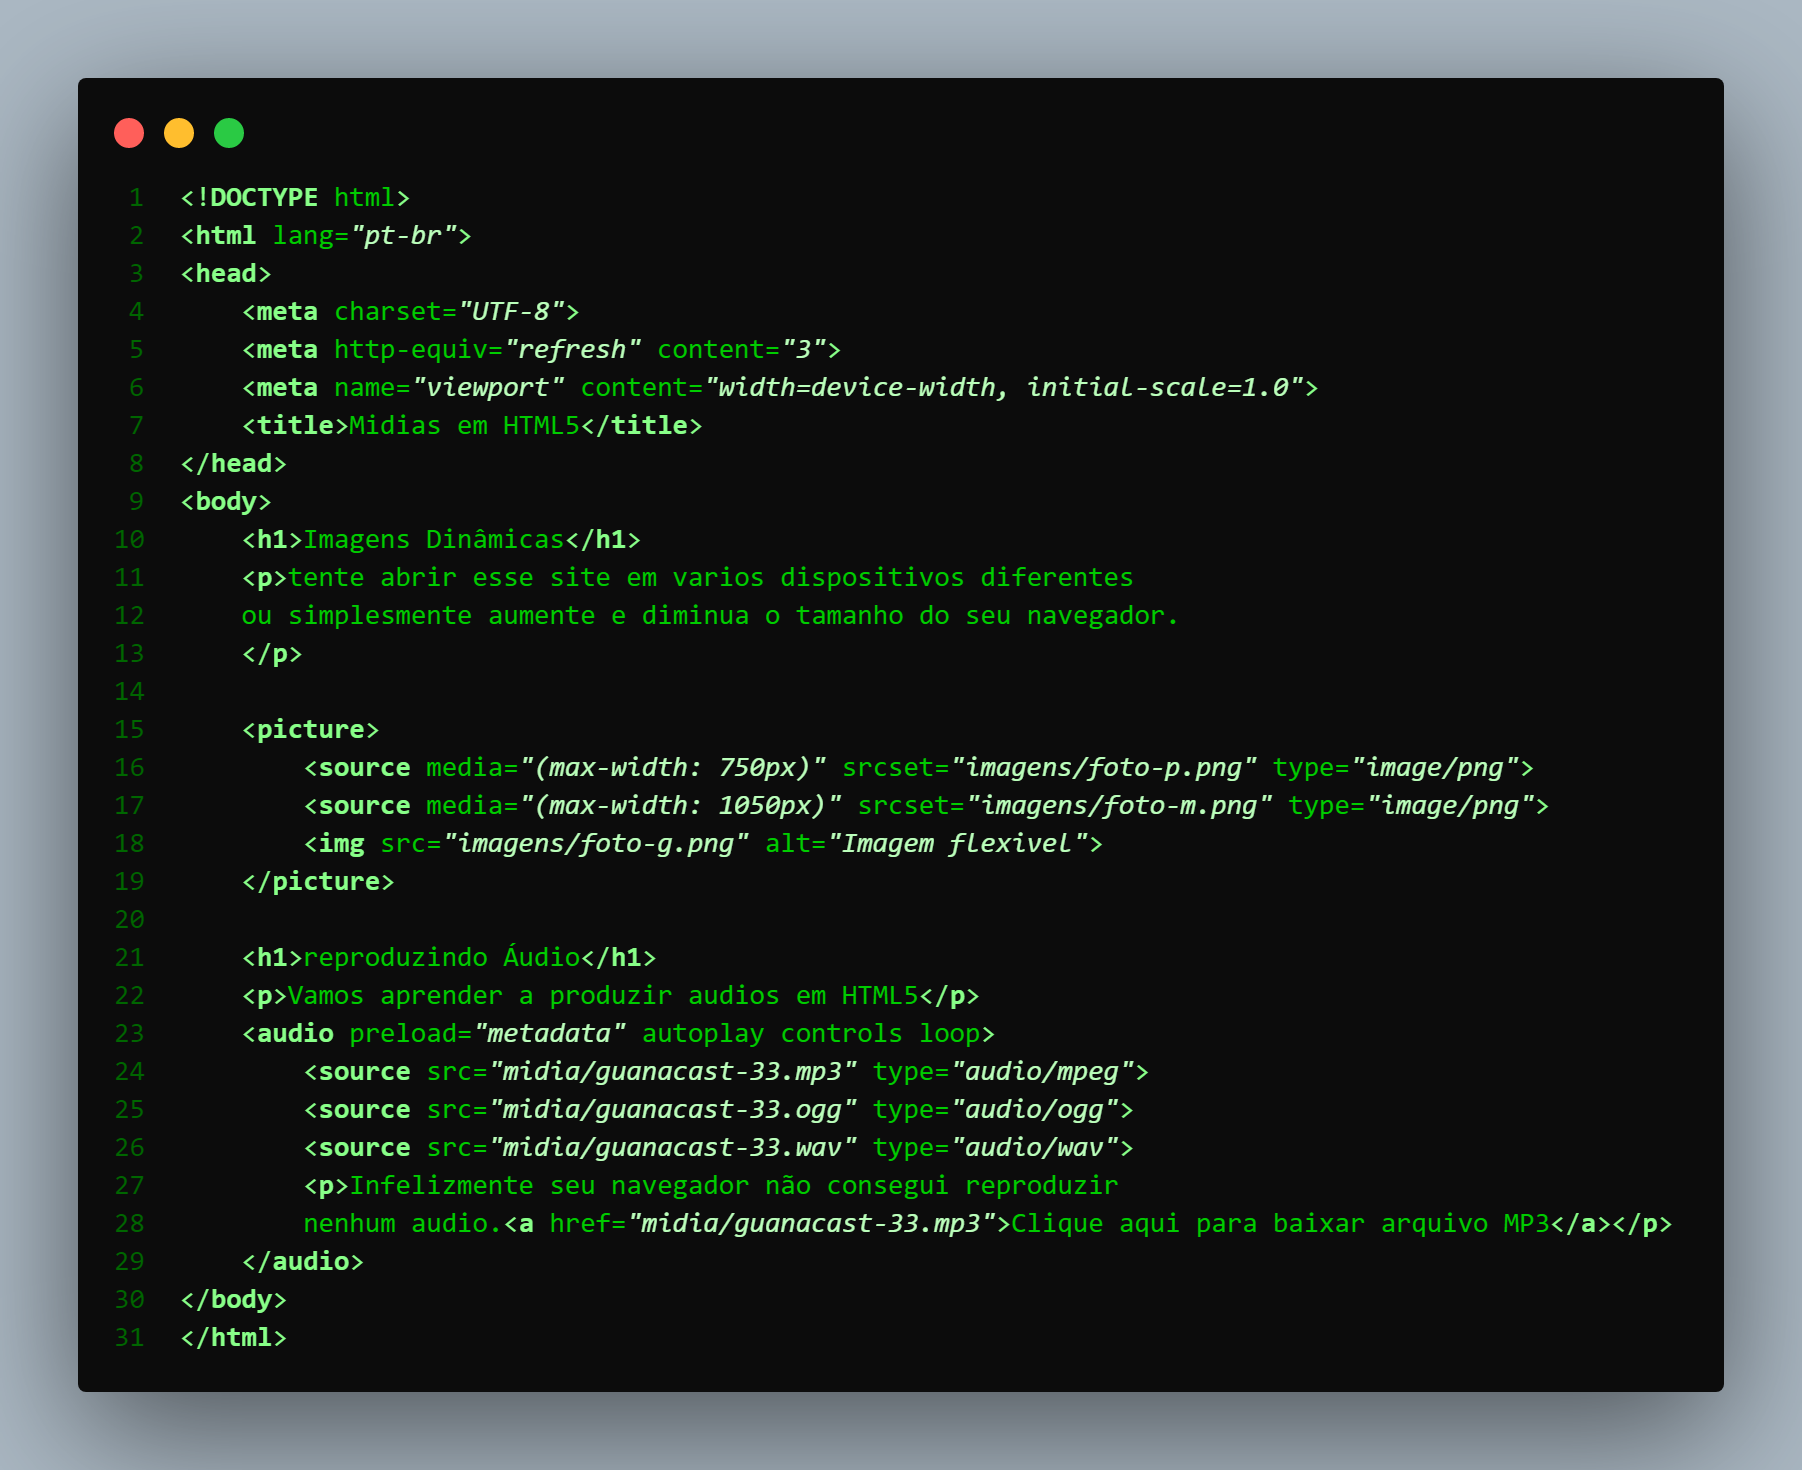 1 <!DOCTYPE html>
2 <html lang="pt-br">
3 <head>
4     <meta charset="UTF-8">
5     <meta http-equiv="refresh" content="3">
6     <meta name="viewport" content="width=device-width, initial-scale=1.0">
7     <title>Midias em HTML5</title>
8 </head>
9 <body>
10     <h1>Imagens Dinâmicas</h1>
11     <p>tente abrir esse site em varios dispositivos diferentes
12     ou simplesmente aumente e diminua o tamanho do seu navegador.
13     </p>
14
15     <picture>
16         <source media="(max-width: 750px)" srcset="imagens/foto-p.png" type="image/png">
17         <source media="(max-width: 1050px)" srcset="imagens/foto-m.png" type="image/png">
18         <img src="imagens/foto-g.png" alt="Imagem flexivel">
19     </picture>
20
21     <h1>reproduzindo Áudio</h1>
22     <p>Vamos aprender a produzir audios em HTML5</p>
23     <audio preload="metadata" autoplay controls loop>
24         <source src="midia/guanacast-33.mp3" type="audio/mpeg">
25         <source src="midia/guanacast-33.ogg" type="audio/ogg">
26         <source src="midia/guanacast-33.wav" type="audio/wav">
27         <p>Infelizmente seu navegador não consegui reproduzir
28         nenhum audio.<a href="midia/guanacast-33.mp3">Clique aqui para baixar arquivo MP3</a></p>
29     </audio>
30 </body>
31 </html>